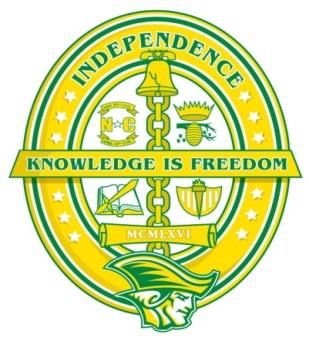 INDEPENDENCE
N★C
KNOWLEDGE IS FREEDOM
MCMLXVI